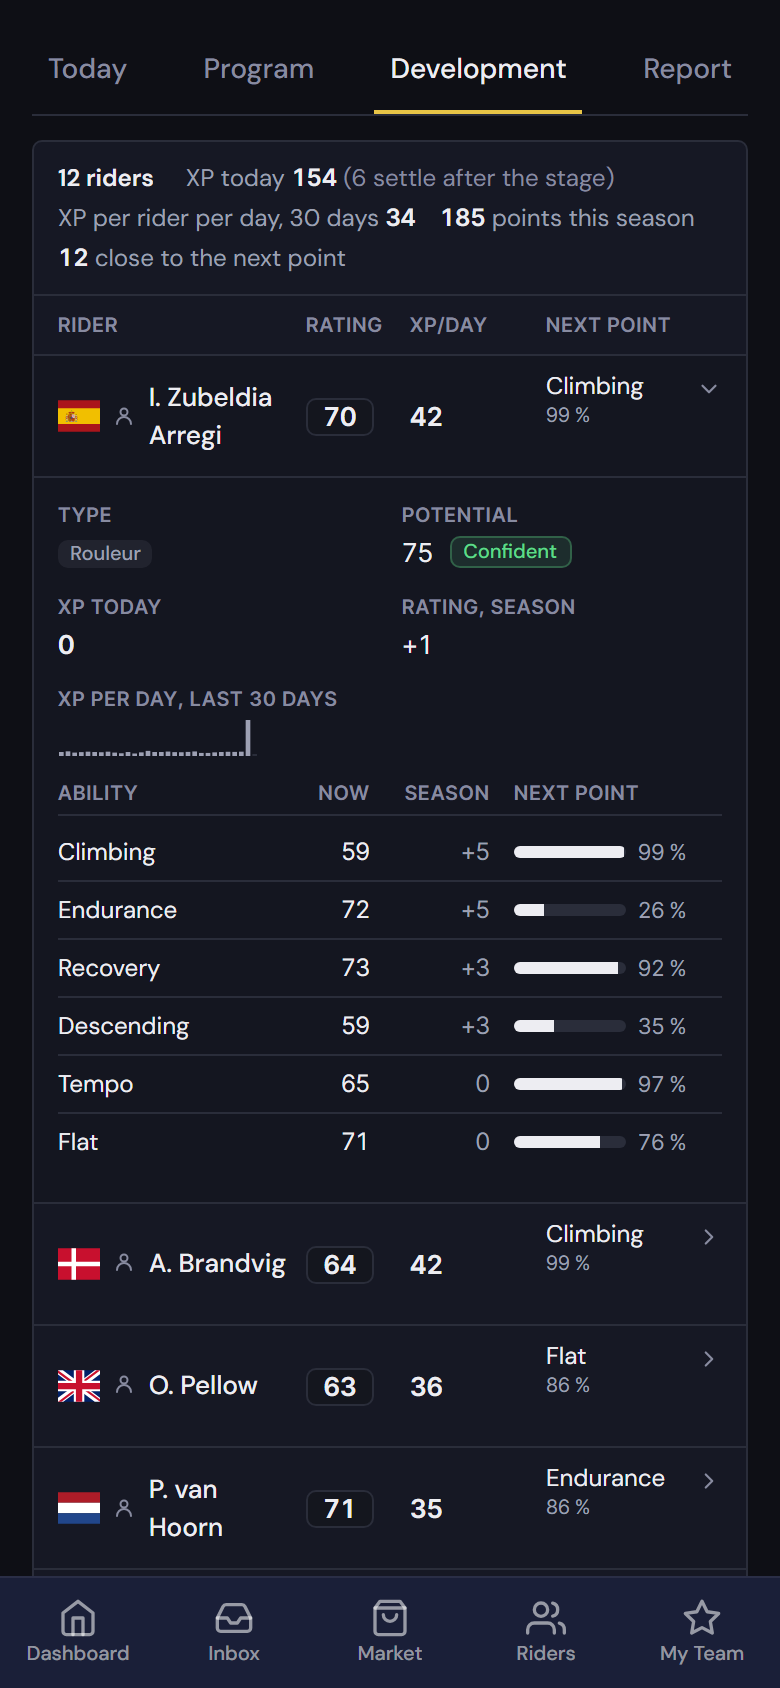 Today Program Development Report
12 riders XP today 154 (6 settle after the stage)
XP per rider per day, 30 days 34 185 points this season
12 close to the next point
RIDER RATING XP/DAY NEXT POINT
I. Zubeldia Arregi 70 42 Climbing 99 %
TYPE POTENTIAL
Rouleur 75 Confident
XP TODAY RATING, SEASON
0 +1
XP PER DAY, LAST 30 DAYS
ABILITY NOW SEASON NEXT POINT
Climbing 59 +5 99 %
Endurance 72 +5 26 %
Recovery 73 +3 92 %
Descending 59 +3 35 %
Tempo 65 0 97 %
Flat 71 0 76 %
A. Brandvig 64 42 Climbing 99 %
O. Pellow 63 36 Flat 86 %
P. van Hoorn 71 35 Endurance 86 %
Dashboard Inbox Market Riders My Team